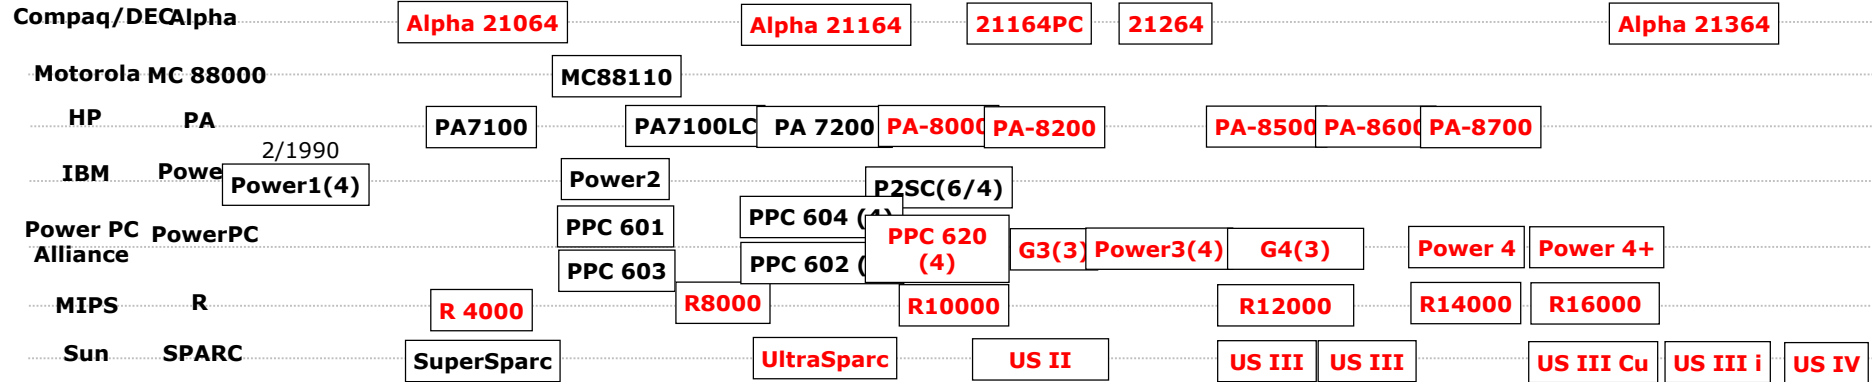 Compaq/DEC Alpha Alpha 21064 Alpha 21164 21164PC 21264 Alpha 21364
Motorola MC 88000 MC88110
HP PA PA7100 PA7100LC PA 7200 PA-8000 PA-8200 PA-8500 PA-8600 PA-8700
2/1990
IBM Powe Power1(4) Power2 P2SC(6/4)
Power PC
Alliance
PowerPC PPC 601 PPC 604 (4)
PPC 603 PPC 602 (
PPC 620
(4)
G3(3) Power3(4) G4(3) Power 4 Power 4+
MIPS R R 4000 R8000 R10000 R12000 R14000 R16000
Sun SPARC SuperSparc UltraSparc US II US III US III US III Cu US III i US IV